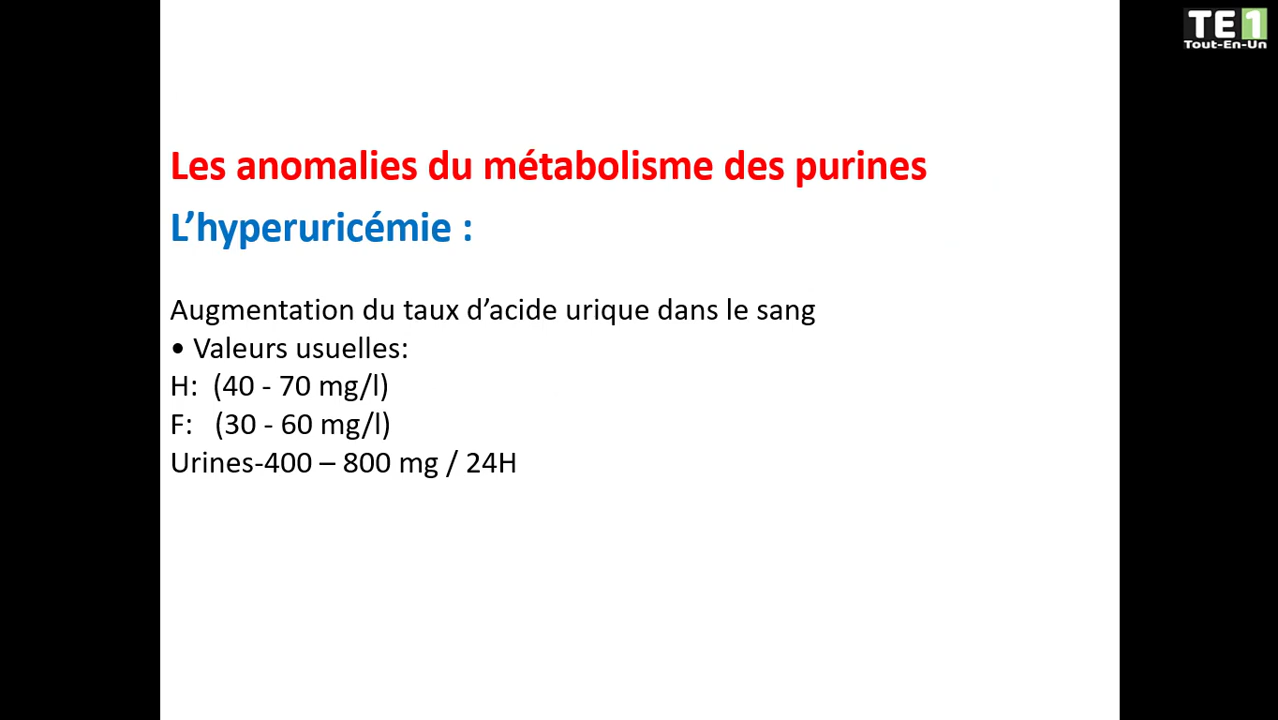 TE1
Tout-En-Un
Les anomalies du métabolisme des purines
L’hyperuricémie :
Augmentation du taux d’acide urique dans le sang
• Valeurs usuelles:
H: (40 - 70 mg/l)
F: (30 - 60 mg/l)
Urines-400 – 800 mg / 24H